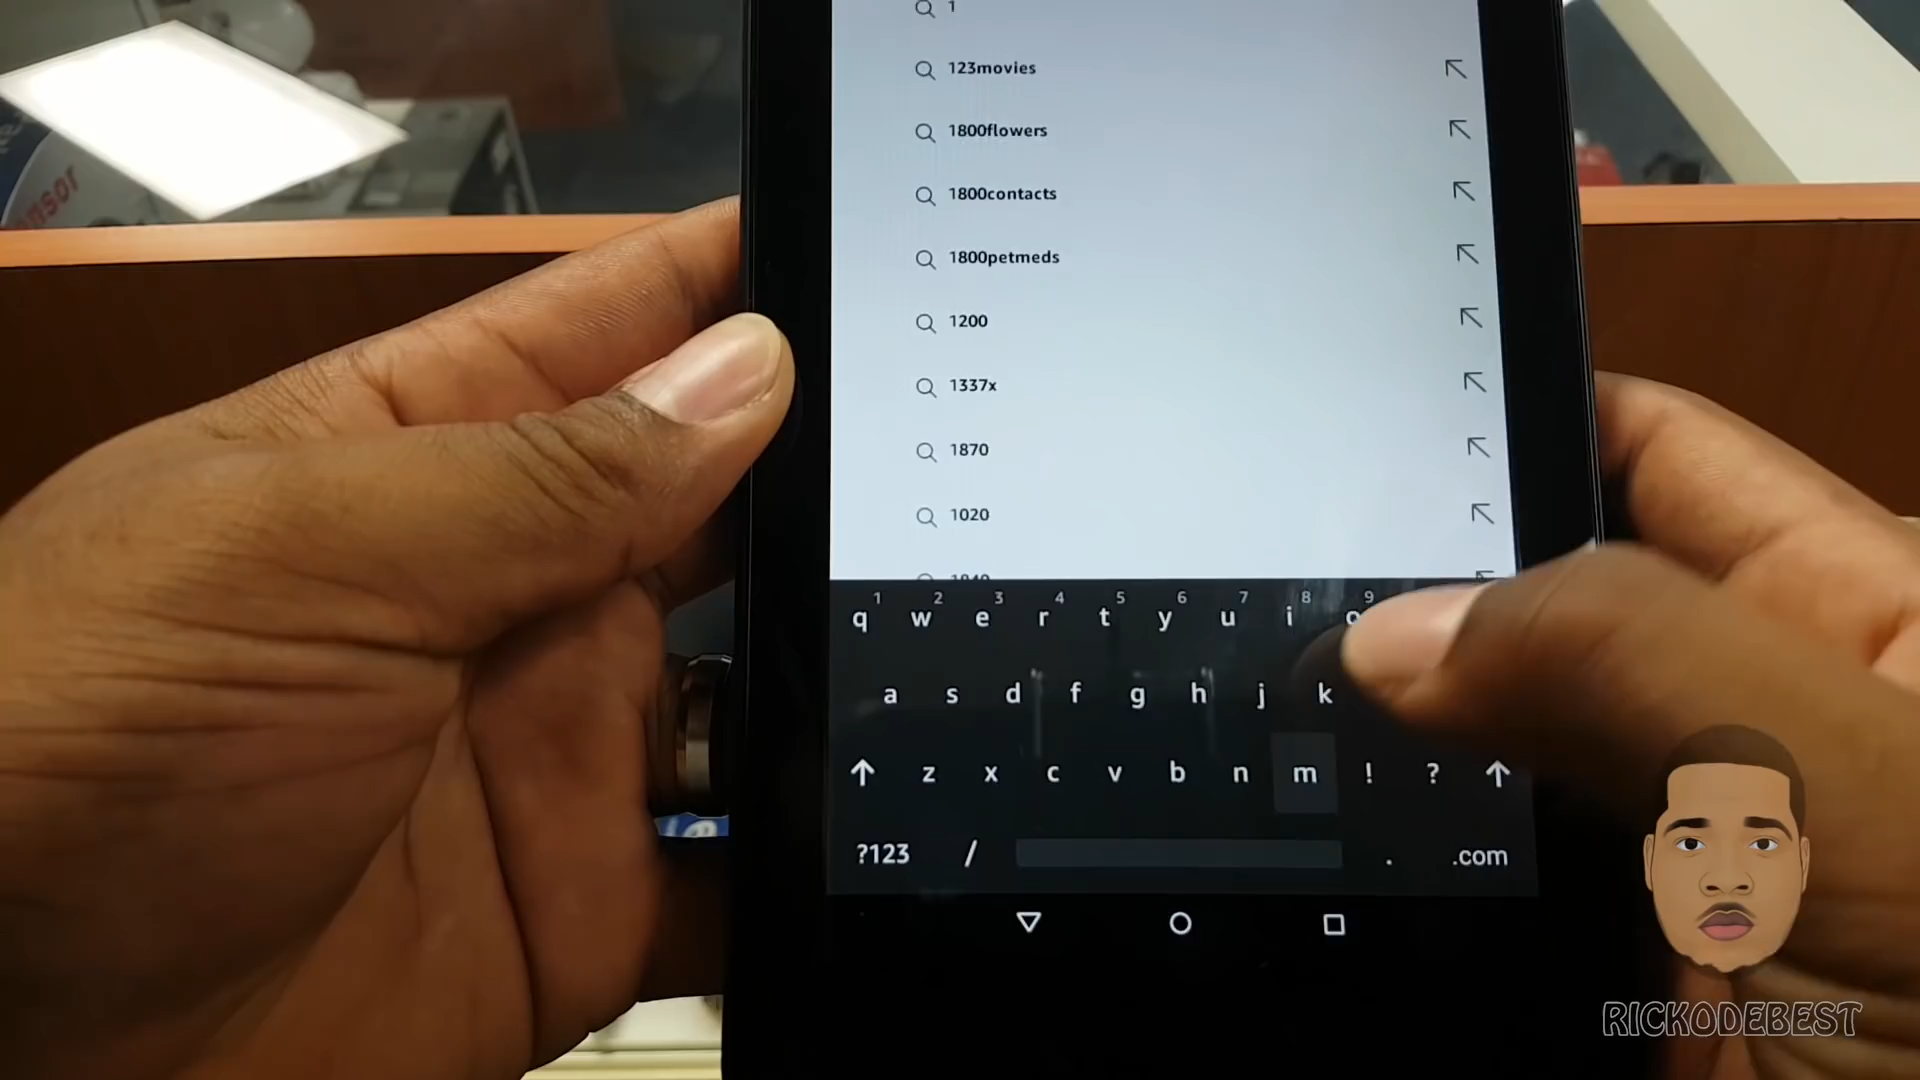 1
123movies
1800flowers
1800contacts
1800petmeds
1200
1337x
1870
1020
1 2 3 4 5 6 7 8 9
q w e r t y u i o
a s d f g h j k
z x c v b n m ! ?
?123 / . .com
nsor
RICKODEBEST